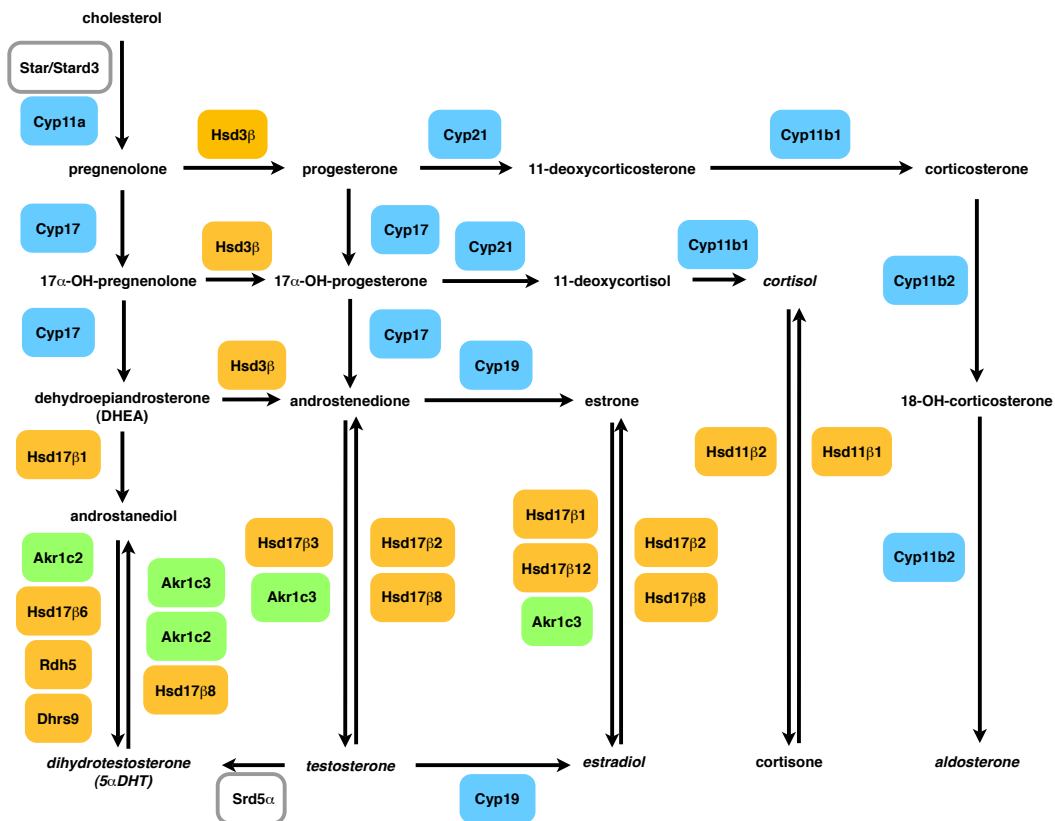 cholesterol
Star/Stard3
Cyp11a
Hsd3β
Cyp21
Cyp11b1
pregnenolone
progesterone
11-deoxycorticosterone
corticosterone
Cyp17
Hsd3β
Cyp17
Cyp21
Cyp11b1
Cyp11b2
17α-OH-pregnenolone
17α-OH-progesterone
11-deoxycortisol
cortisol
Cyp17
Hsd3β
Cyp17
Cyp19
dehydroepiandrosterone
(DHEA)
androstenedione
estrone
18-OH-corticosterone
Hsd17β1
Hsd11β2
Hsd11β1
androstanediol
Akr1c2
Hsd17β6
Rdh5
Dhrs9
Akr1c3
Akr1c2
Hsd17β8
Hsd17β3
Akr1c3
Hsd17β2
Hsd17β8
Hsd17β1
Hsd17β12
Akr1c3
Hsd17β2
Hsd17β8
Cyp11b2
dihydrotestosterone
(5αDHT)
testosterone
estradiol
cortisone
aldosterone
Srd5α
Cyp19